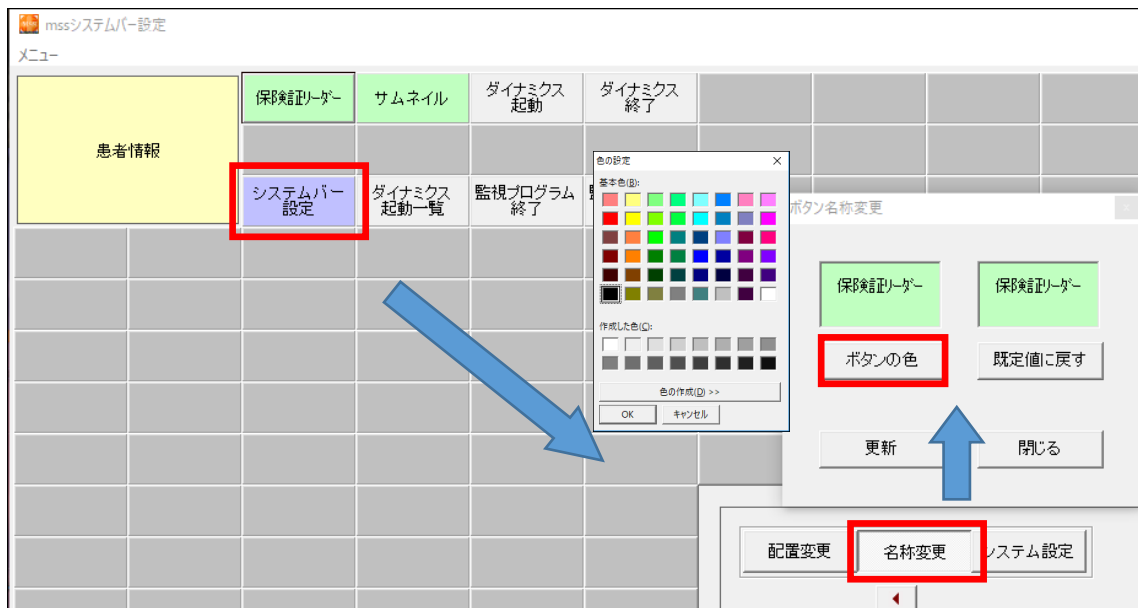 mssシステムバー設定
メニュー
患者情報
保険証リーダー
サムネイル
ダイナミクス
起動
ダイナミクス
終了
システムバー
設定
ダイナミクス
起動一覧
監視プログラム
終了
色の設定
基本色(B):
作成した色(C):
色の作成(D) >>
OK
キャンセル
ボタン名称変更
保険証リーダー
保険証リーダー
ボタンの色
既定値に戻す
更新
閉じる
配置変更
名称変更
システム設定